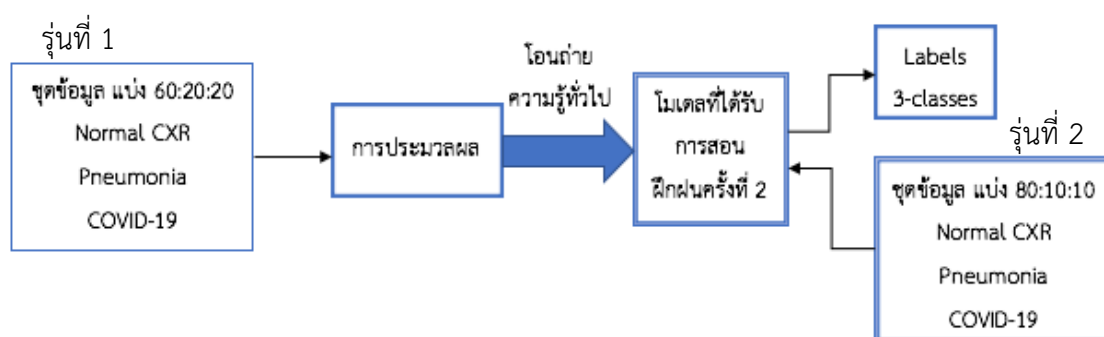 รุ่นที่ 1
ชุดข้อมูล แบ่ง 60:20:20
Normal CXR
Pneumonia
COVID-19
การประมวลผล
โอนถ่าย
ความรู้ทั่วไป
โมเดลที่ได้รับ
การสอน
ฝึกฝนครั้งที่ 2
Labels
3-classes
รุ่นที่ 2
ชุดข้อมูล แบ่ง 80:10:10
Normal CXR
Pneumonia
COVID-19